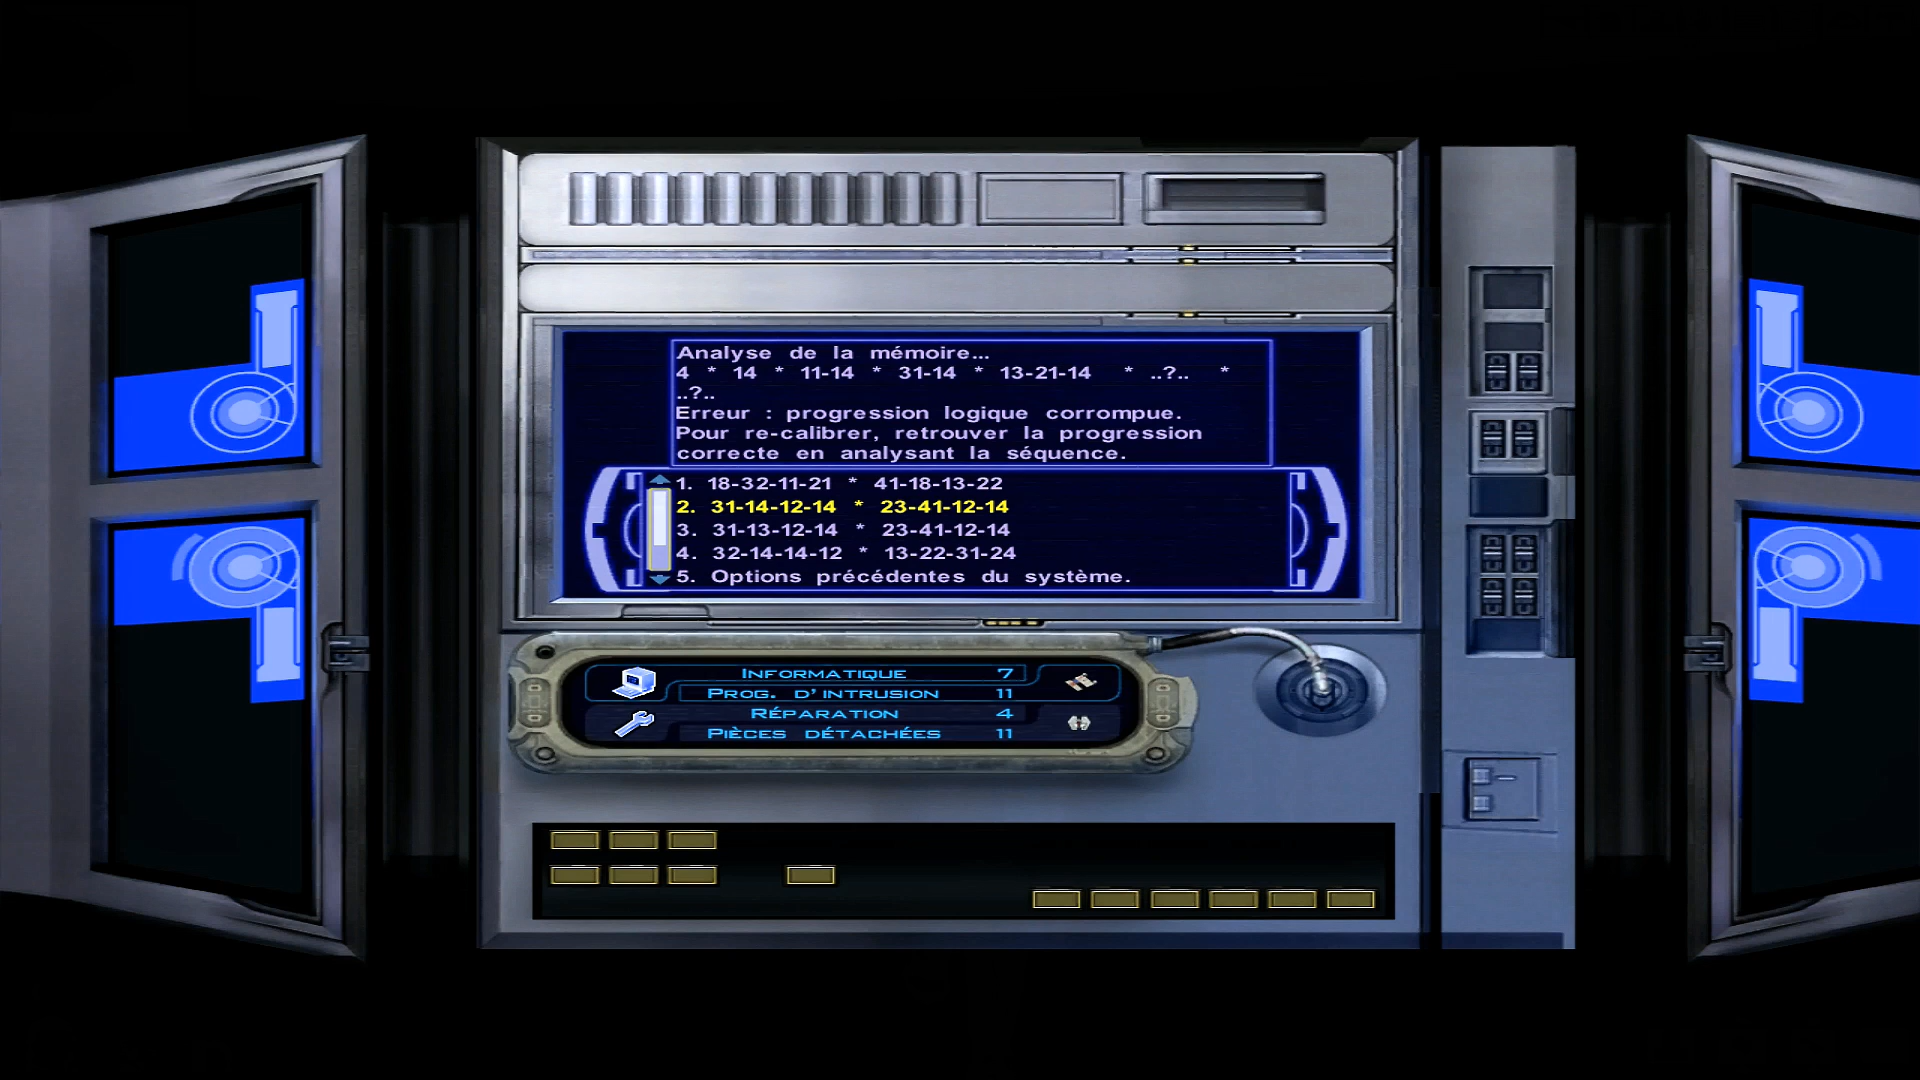 Analyse de la mémoire...
4 * 14 * 11-14 * 31-14 * 13-21-14 * ..?.. *
..?..
Erreur : progression logique corrompue.
Pour re-calibrer, retrouver la progression
correcte en analysant la séquence.
1. 18-32-11-21 * 41-18-13-22
2. 31-14-12-14 * 23-41-12-14
3. 31-13-12-14 * 23-41-12-14
4. 32-14-14-12 * 13-22-31-24
5. Options précédentes du système.
INFORMATIQUE 7
PROG. D'INTRUSION 11
RÉPARATION 4
PIÈCES DÉTACHÉES 11